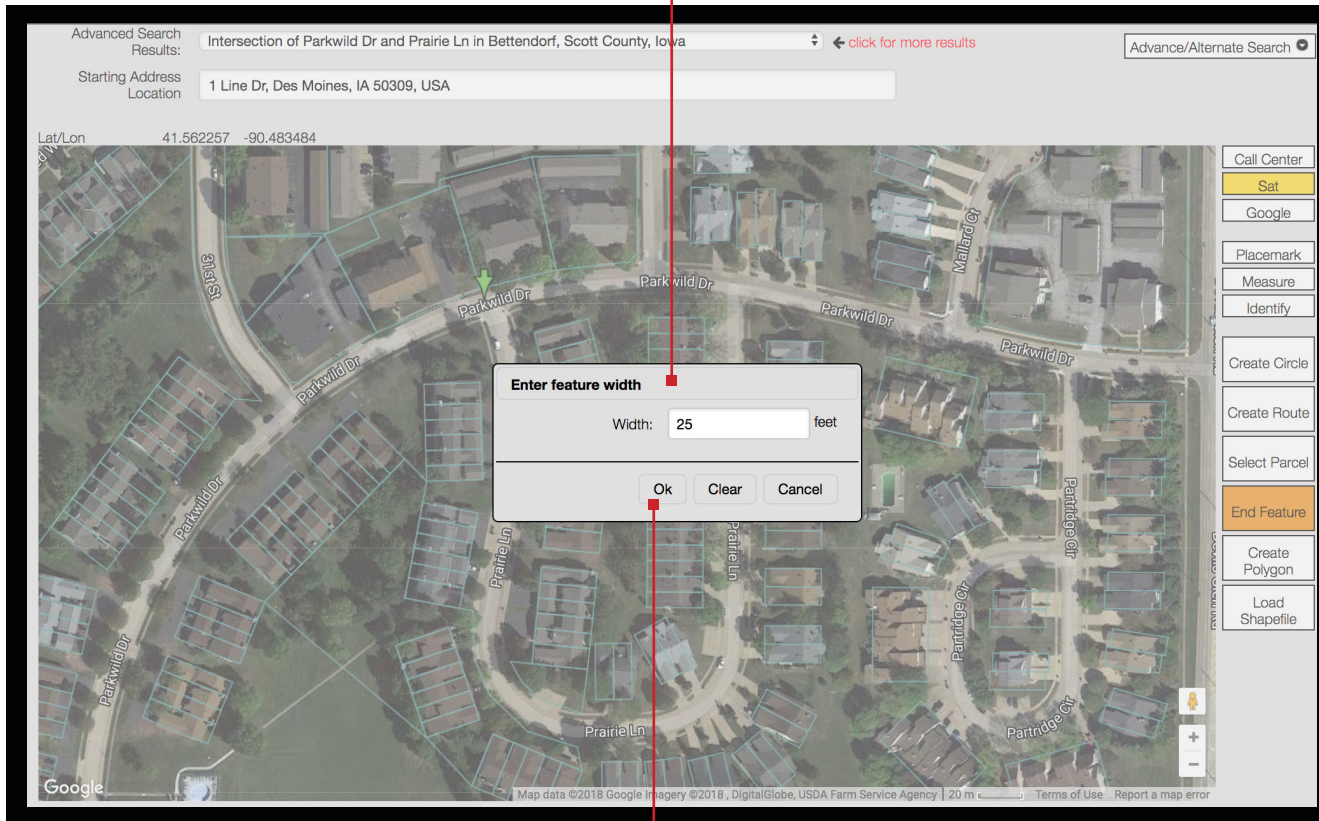 Advanced Search
Results:
Intersection of Parkwild Dr and Prairie Ln in Bettendorf, Scott County, Iowa
click for more results
Advance/Alternate Search
Starting Address
Location
1 Line Dr, Des Moines, IA 50309, USA
Lat/Lon 41.562257 -90.483484
Call Center
Sat
Google
Placemark
Measure
Identify
Create Circle
Create Route
Select Parcel
End Feature
Create
Polygon
Load
Shapefile
31st St
Parkwild Dr
Parkwild Dr
Parkwild Dr
Parkwild Dr
Mallard Ct
Parkwild Dr
Enter feature width
Width: 25 feet
Ok Clear Cancel
Parkwild Dr
Prairie Ln
Prairie Ln
Partridge Cir
Partridge Cir
Parkwild Dr
Prairie Ln
Partridge Cir
Google
Map data ©2018 Google Imagery ©2018 , DigitalGlobe, USDA Farm Service Agency
20 m
Terms of Use
Report a map error